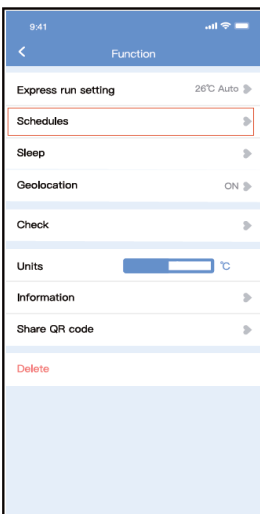 9:41
Function
Express run setting 26℃ Auto
Schedules
Sleep
Geolocation ON
Check
Units ℃
Information
Share QR code
Delete